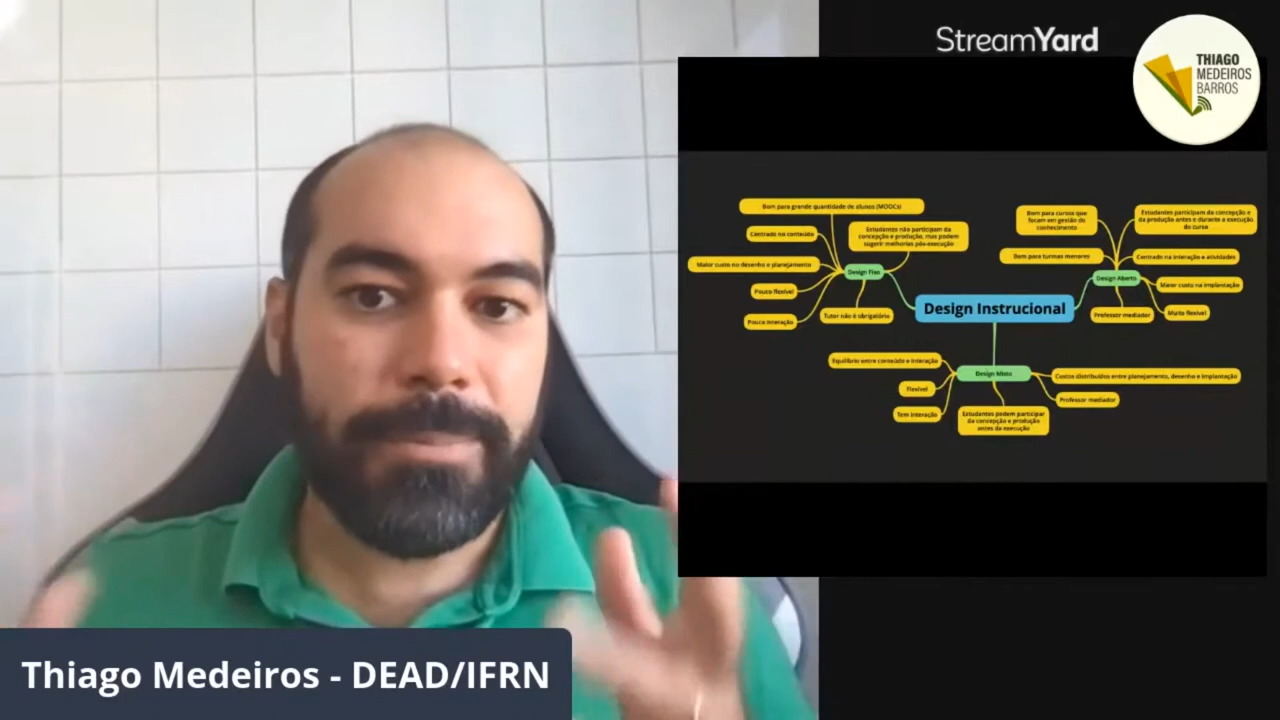 StreamYard
THIAGO
MEDEIROS
BARROS
Bom para grande quantidade de alunos (MOOCs)
Centrado no conteúdo
Estudantes não participam da
concepção e produção, mas podem
sugerir melhorias pós-execução
Maior custo no desenho e planejamento
Design Fixo
Pouco flexível
Pouca interação
Tutor não é obrigatório
Design Instrucional
Bom para cursos que
focam em gestão do
conhecimento
Estudantes participam da concepção e
da produção antes e durante a execução
do curso
Bom para turmas menores
Centrado na interação e atividades
Design Aberto
Maior custo na implantação
Professor mediador
Muito flexível
Equilíbrio entre conteúdo e interação
Design Misto
Custos distribuídos entre planejamento, desenho e implantação
Flexível
Professor mediador
Tem interação
Estudantes podem participar
da concepção e produção
antes da execução
Thiago Medeiros - DEAD/IFRN